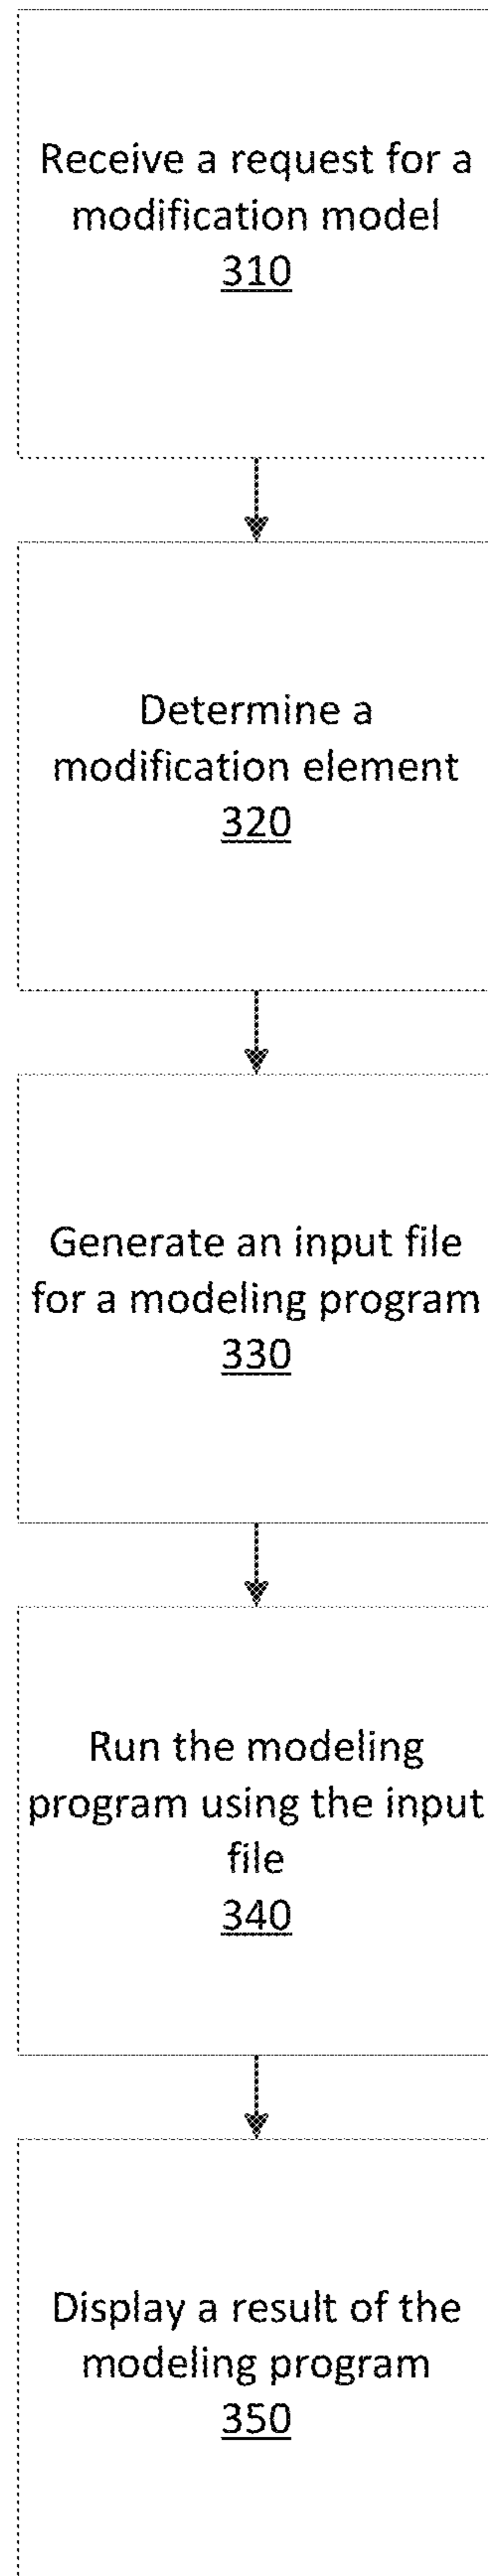 Receive a request for a
modification model
310
Determine a
modification element
320
Generate an input file
for a modeling program
330
Run the modeling
program using the input
file
340
Display a result of the
modeling program
350